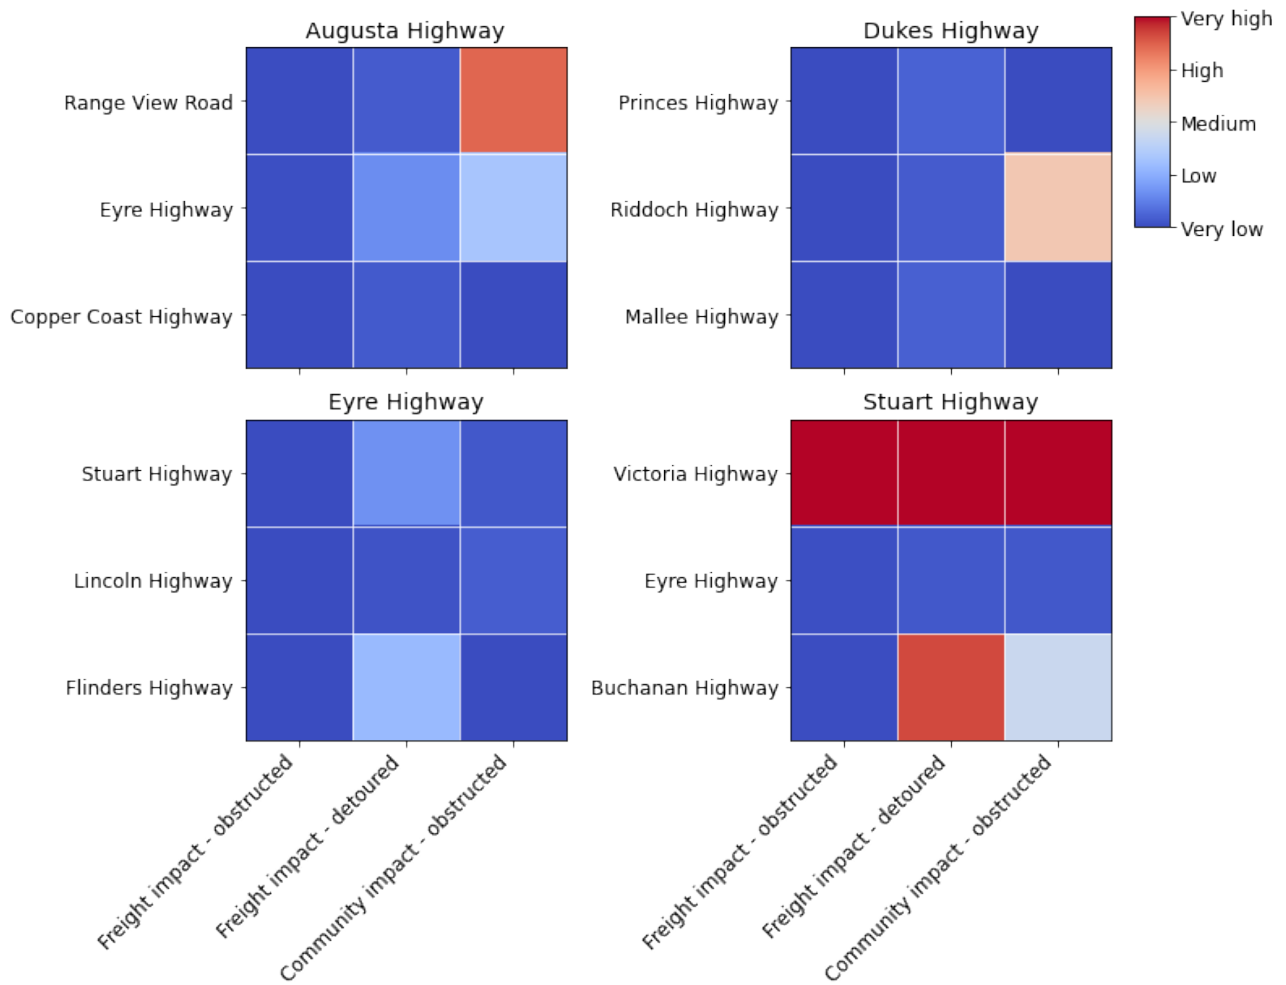 Augusta Highway
Dukes Highway
Very high
High
Medium
Low
Very low
Range View Road
Eyre Highway
Copper Coast Highway
Princes Highway
Riddoch Highway
Mallee Highway
Eyre Highway
Stuart Highway
Stuart Highway
Lincoln Highway
Flinders Highway
Victoria Highway
Eyre Highway
Buchanan Highway
Freight impact - obstructed
Freight impact - detoured
Community impact - obstructed
Freight impact - obstructed
Freight impact - detoured
Community impact - obstructed